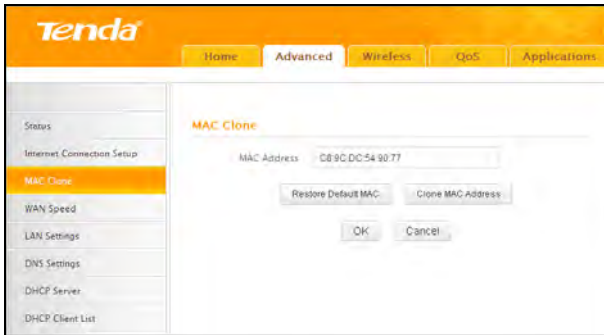 Tenda
Home Advanced Wireless QoS Applications
Status
Internet Connection Setup
MAC Clone
WAN Speed
LAN Settings
DNS Settings
DHCP Server
DHCP Client List
MAC Clone
MAC Address C8:9C:DC:54:90:77
Restore Default MAC Clone MAC Address
OK Cancel